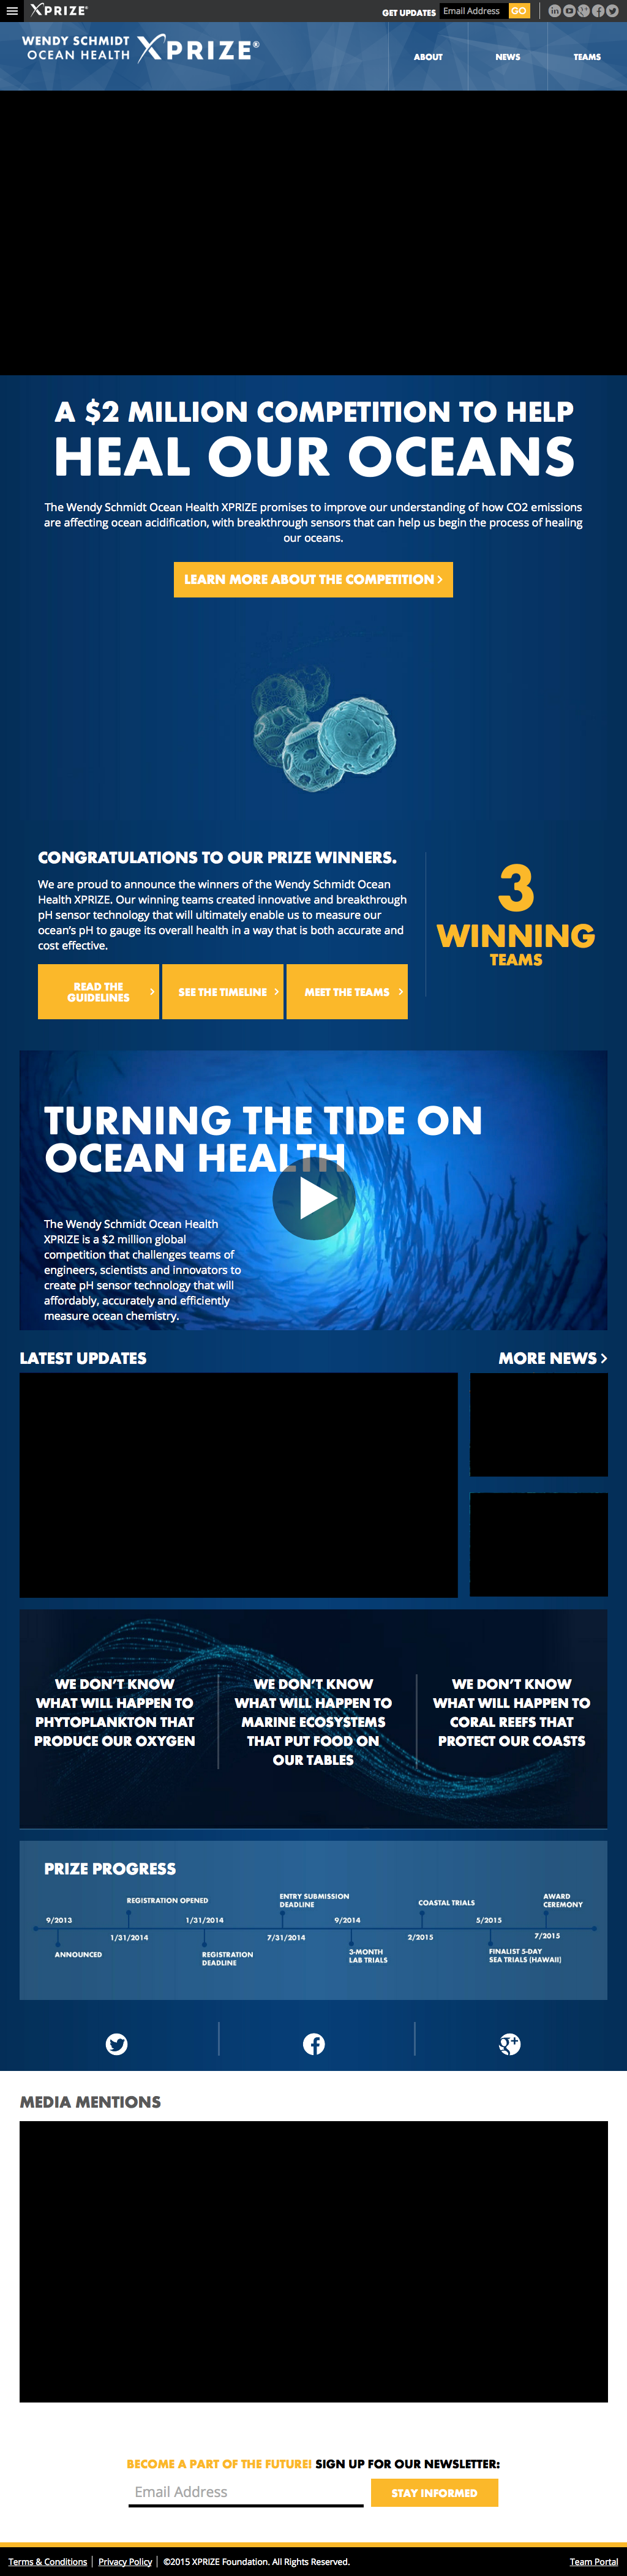 XPRIZE®
GET UPDATES Email Address GO
WENDY SCHMIDT
OCEAN HEALTH
XPRIZE®
ABOUT NEWS TEAMS
A $2 MILLION COMPETITION TO HELP
HEAL OUR OCEANS
The Wendy Schmidt Ocean Health XPRIZE promises to improve our understanding of how CO2 emissions
are affecting ocean acidification, with breakthrough sensors that can help us begin the process of healing
our oceans.
LEARN MORE ABOUT THE COMPETITION >
CONGRATULATIONS TO OUR PRIZE WINNERS.
We are proud to announce the winners of the Wendy Schmidt Ocean
Health XPRIZE. Our winning teams created innovative and breakthrough
pH sensor technology that will ultimately enable us to measure our
ocean's pH to gauge its overall health in a way that is both accurate and
cost effective.
READ THE
GUIDELINES >
SEE THE TIMELINE >
MEET THE TEAMS >
3
WINNING
TEAMS
TURNING THE TIDE ON
OCEAN HEALTH
The Wendy Schmidt Ocean Health
XPRIZE is a $2 million global
competition that challenges teams of
engineers, scientists and innovators to
create pH sensor technology that will
affordably, accurately and efficiently
measure ocean chemistry.
LATEST UPDATES
MORE NEWS >
WE DON'T KNOW
WHAT WILL HAPPEN TO
PHYTOPLANKTON THAT
PRODUCE OUR OXYGEN
WE DON'T KNOW
WHAT WILL HAPPEN TO
MARINE ECOSYSTEMS
THAT PUT FOOD ON
OUR TABLES
WE DON'T KNOW
WHAT WILL HAPPEN TO
CORAL REEFS THAT
PROTECT OUR COASTS
PRIZE PROGRESS
9/2013
ANNOUNCED
REGISTRATION OPENED
1/31/2014
1/31/2014
REGISTRATION
DEADLINE
ENTRY SUBMISSION
DEADLINE
7/31/2014
9/2014
3-MONTH
LAB TRIALS
COASTAL TRIALS
2/2015
5/2015
FINALIST 5-DAY
SEA TRIALS (HAWAII)
AWARD
CEREMONY
7/2015
MEDIA MENTIONS
BECOME A PART OF THE FUTURE! SIGN UP FOR OUR NEWSLETTER:
Email Address
STAY INFORMED
Terms & Conditions | Privacy Policy | ©2015 XPRIZE Foundation. All Rights Reserved.
Team Portal